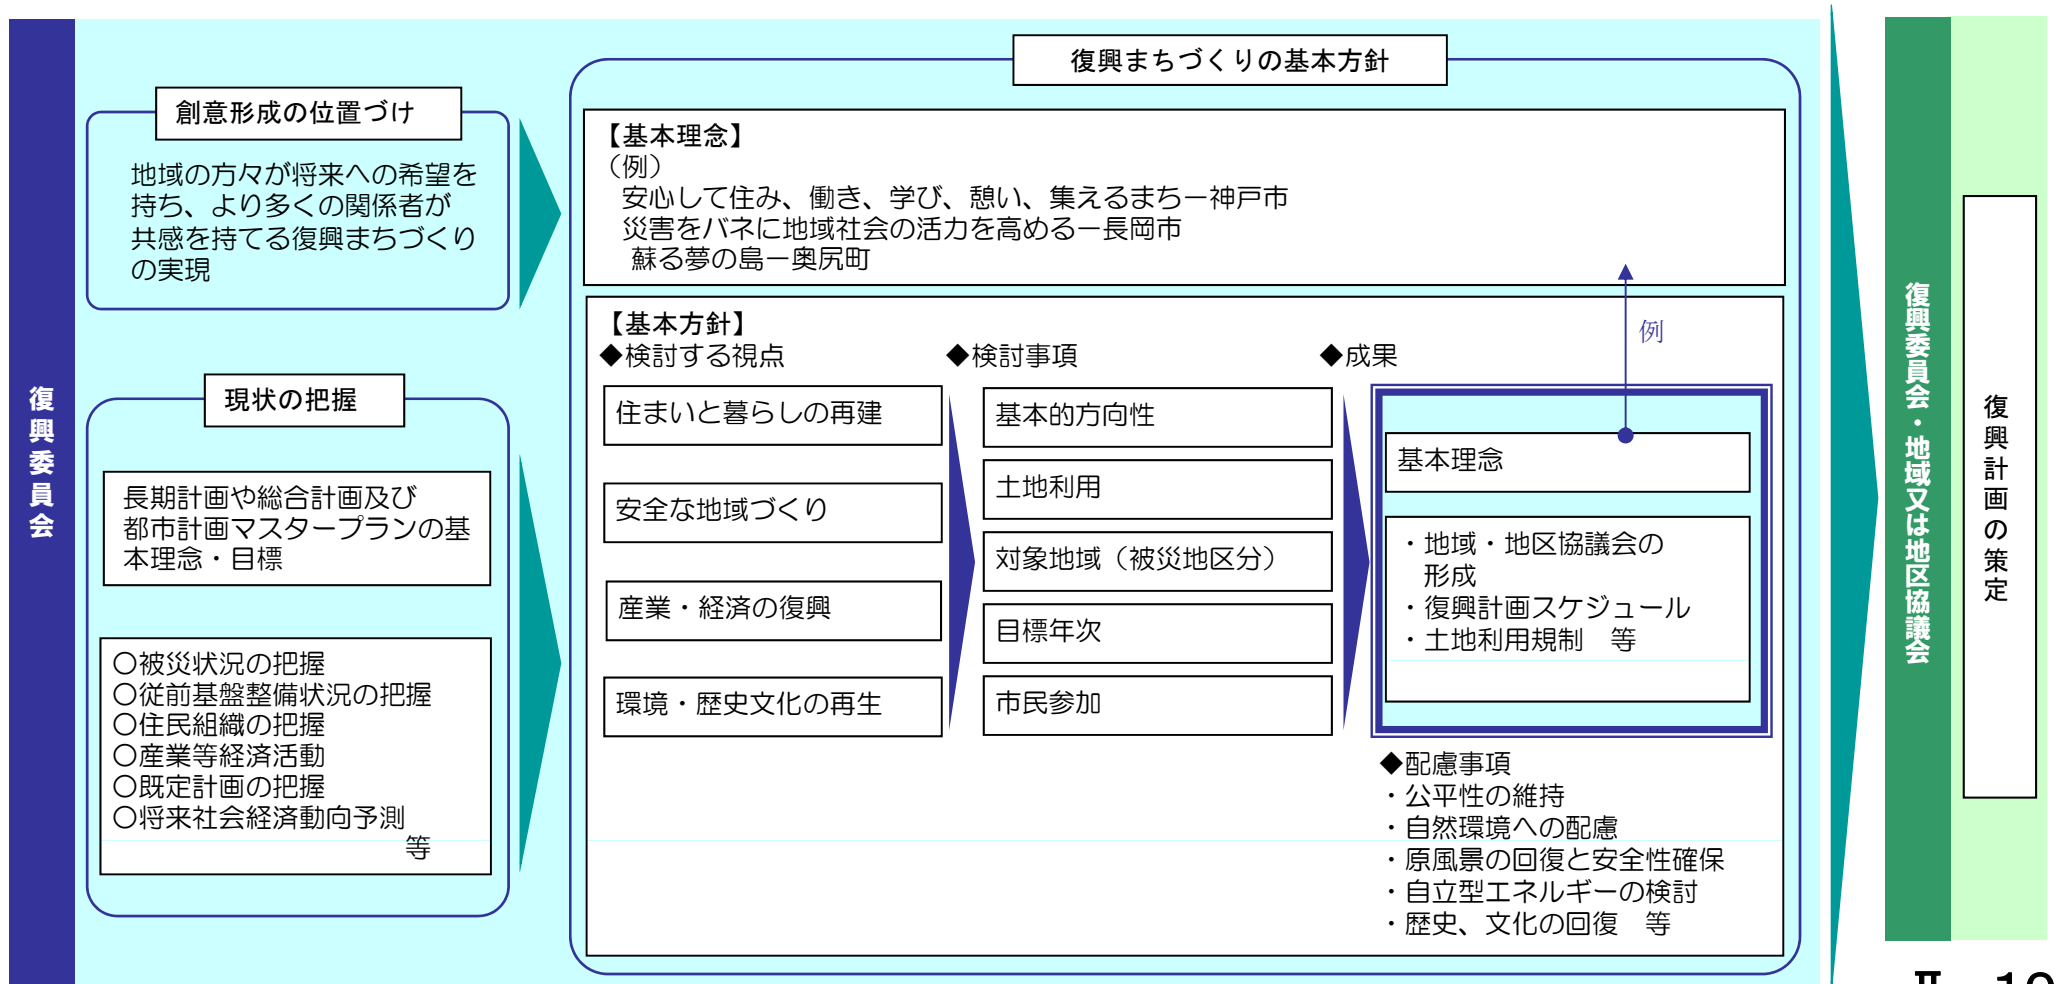 復興委員会
創意形成の位置づけ
地域の方々が将来への希望を
持ち、より多くの関係者が
共感を持てる復興まちづくり
の実現
現状の把握
長期計画や総合計画及び
都市計画マスタープランの基
本理念・目標
〇被災状況の把握
〇従前基盤整備状況の把握
〇住民組織の把握
〇産業等経済活動
〇既定計画の把握
〇将来社会経済動向予測
等
復興まちづくりの基本方針
【基本理念】
（例）
安心して住み、働き、学び、憩い、集えるまちー神戸市
災害をバネに地域社会の活力を高めるー長岡市
蘇る夢の島ー奥尻町
【基本方針】
◆検討する視点
住まいと暮らしの再建
安全な地域づくり
産業・経済の復興
環境・歴史文化の再生
◆検討事項
基本的方向性
土地利用
対象地域（被災地区分）
目標年次
市民参加
◆成果
例
基本理念
・地域・地区協議会の
形成
・復興計画スケジュール
・土地利用規制　等
◆配慮事項
・公平性の維持
・自然環境への配慮
・原風景の回復と安全性確保
・自立型エネルギーの検討
・歴史、文化の回復　等
復興委員会・地域又は地区協議会
復興計画の策定